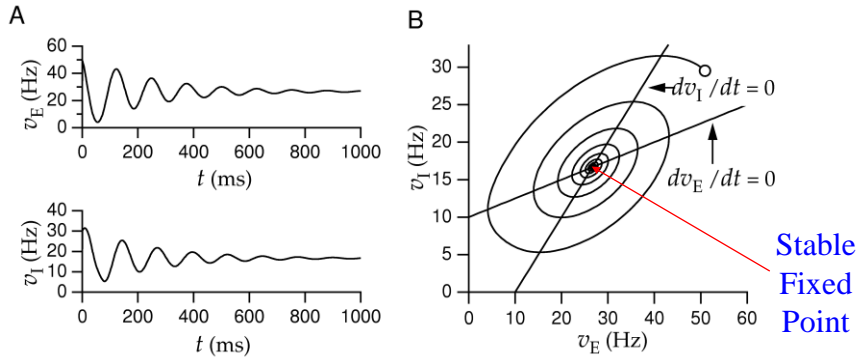 A
60
40
20
0
v_E (Hz)
0 200 400 600 800 1000
t (ms)
40
30
20
10
0
v_I (Hz)
0 200 400 600 800 1000
t (ms)
B
30
25
20
15
10
5
0
v_I (Hz)
0 10 20 30 40 50 60
v_E (Hz)
dv_I/dt = 0
dv_E/dt = 0
Stable
Fixed
Point